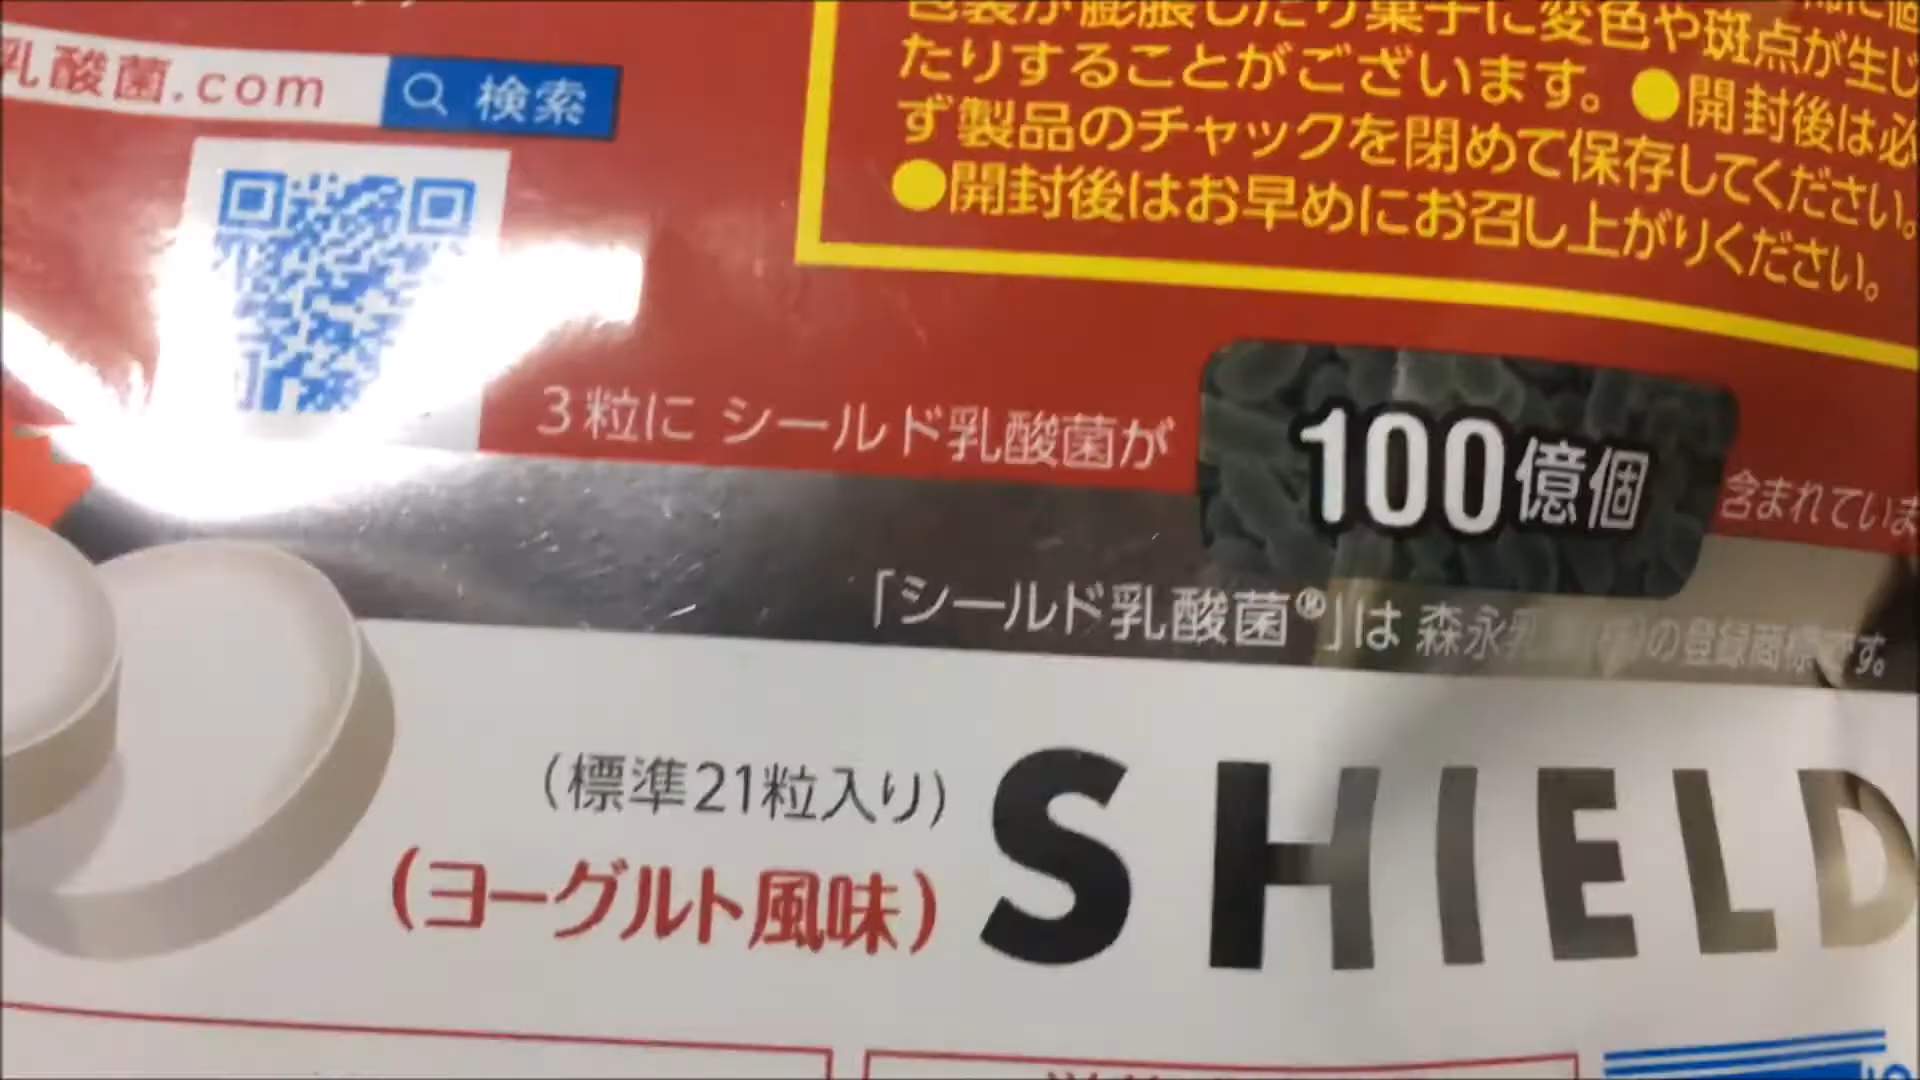 乳酸菌.com 検索
包装が膨張したり菓子に変色や斑点が生じ
たりすることがございます。●開封後は必
ず製品のチャックを閉めて保存してください。
●開封後はお早めにお召し上がりください。
3粒に シールド乳酸菌が 100億個 含まれていま
「シールド乳酸菌®」は 森永乳 の登録商標です。
(標準21粒入り)
(ヨーグルト風味)
SHIELD